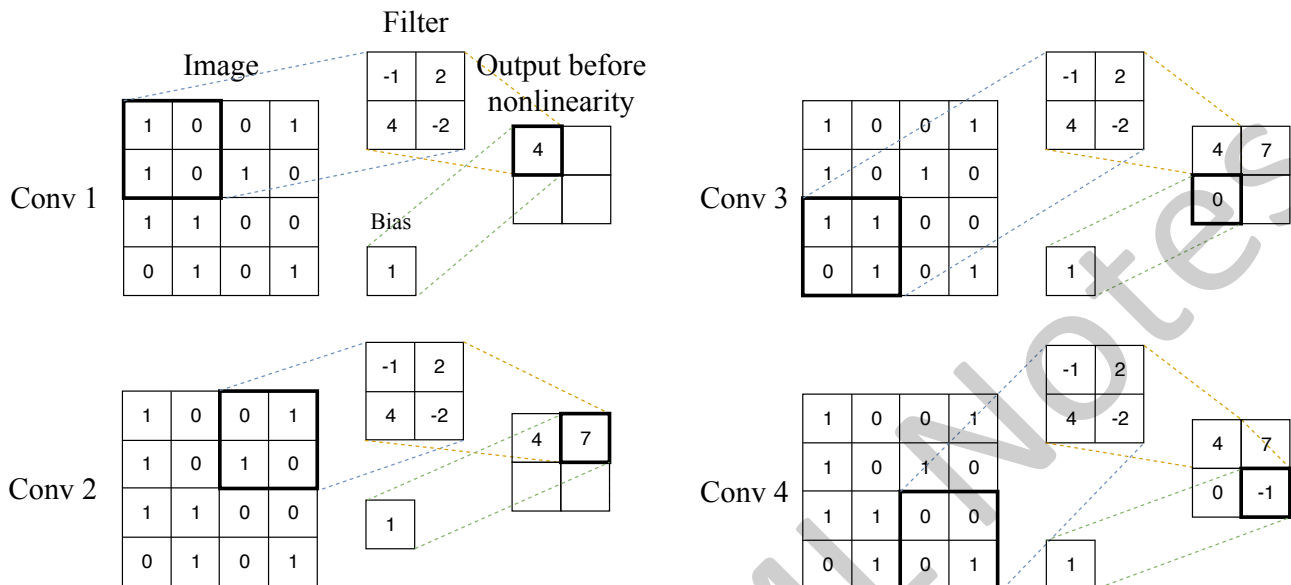 Filter
Image
Output before
nonlinearity
-1 2
4 -2
1 0 0 1
1 0 1 0
1 1 0 0
0 1 0 1
4
Conv 1
Bias
1
-1 2
4 -2
1 0 0 1
1 0 1 0
1 1 0 0
0 1 0 1
4 7
0
Conv 3
1
-1 2
4 -2
1 0 0 1
1 0 1 0
1 1 0 0
0 1 0 1
4 7
Conv 2
1
-1 2
4 -2
1 0 0 1
1 0 1 0
1 1 0 0
0 1 0 1
4 7
0 -1
Conv 4
1
Notes